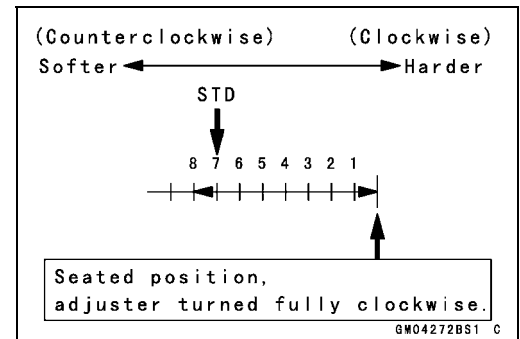 (Counterclockwise) (Clockwise)
Softer Harder
STD
8 7 6 5 4 3 2 1
Seated position,
adjuster turned fully clockwise.
GM04272BS1 C